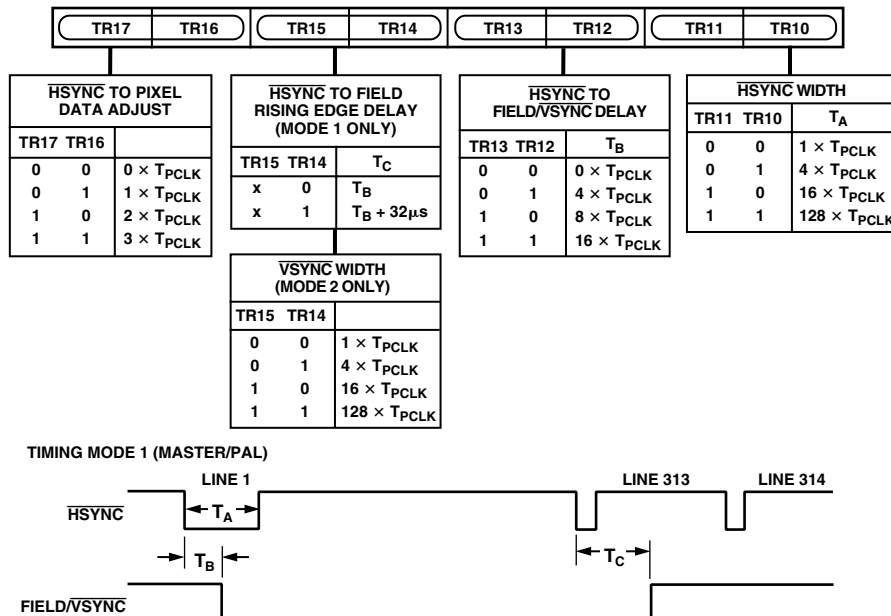 TR17 TR16 TR15 TR14 TR13 TR12 TR11 TR10
HSYNC TO PIXEL
DATA ADJUST
TR17 TR16
0 0 0 × TPCLK
0 1 1 × TPCLK
1 0 2 × TPCLK
1 1 3 × TPCLK
HSYNC TO FIELD
RISING EDGE DELAY
(MODE 1 ONLY)
TR15 TR14 TC
x 0 TB
x 1 TB + 32μs
VSYNC WIDTH
(MODE 2 ONLY)
TR15 TR14
0 0 1 × TPCLK
0 1 4 × TPCLK
1 0 16 × TPCLK
1 1 128 × TPCLK
HSYNC TO
FIELD/VSYNC DELAY
TR13 TR12 TB
0 0 0 × TPCLK
0 1 4 × TPCLK
1 0 8 × TPCLK
1 1 16 × TPCLK
HSYNC WIDTH
TR11 TR10 TA
0 0 1 × TPCLK
0 1 4 × TPCLK
1 0 16 × TPCLK
1 1 128 × TPCLK
TIMING MODE 1 (MASTER/PAL)
LINE 1 LINE 313 LINE 314
HSYNC TA
TB TC
FIELD/VSYNC